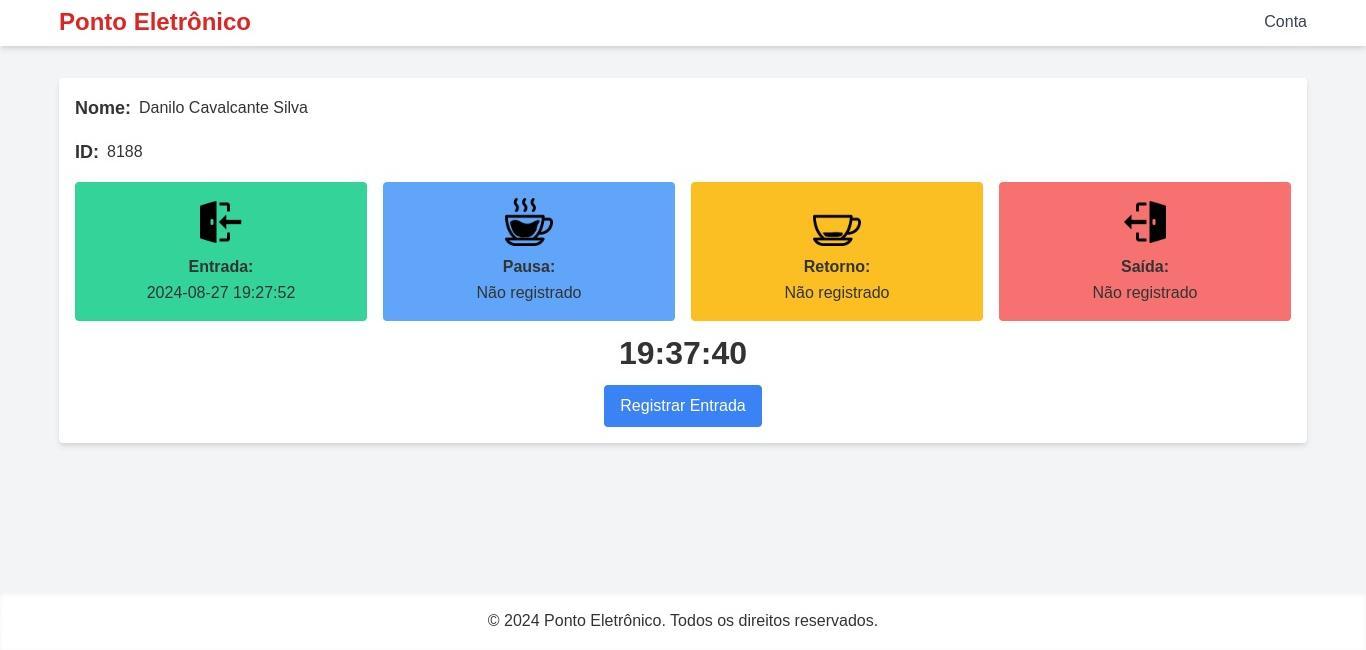 Ponto Eletrônico
Conta
Nome: Danilo Cavalcante Silva
ID: 8188
Entrada:
2024-08-27 19:27:52
Pausa:
Não registrado
Retorno:
Não registrado
Saída:
Não registrado
19:37:40
Registrar Entrada
© 2024 Ponto Eletrônico. Todos os direitos reservados.